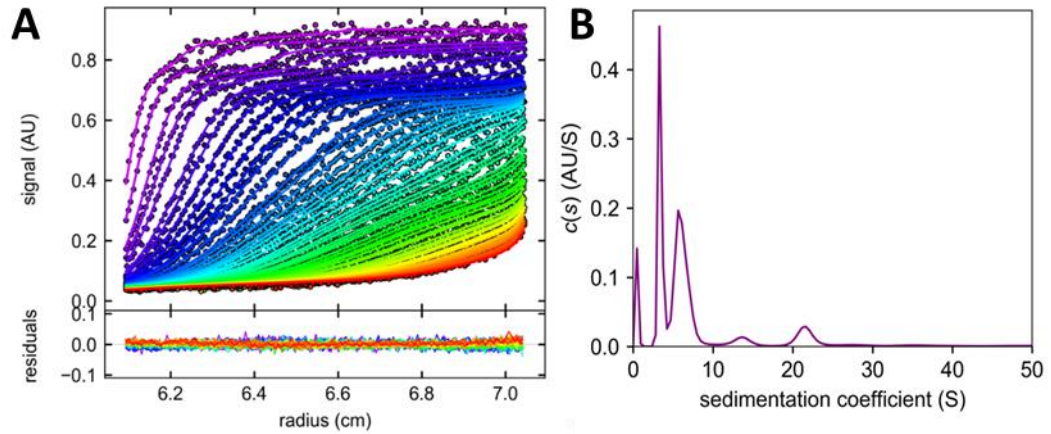 A
signal (AU)
0.8
0.6
0.4
0.2
0.0
residuals
0.1
0.0
−0.1
6.2 6.4 6.6 6.8 7.0
radius (cm)
B
c(s) (AU/S)
0.4
0.3
0.2
0.1
0.0
0 10 20 30 40 50
sedimentation coefficient (S)